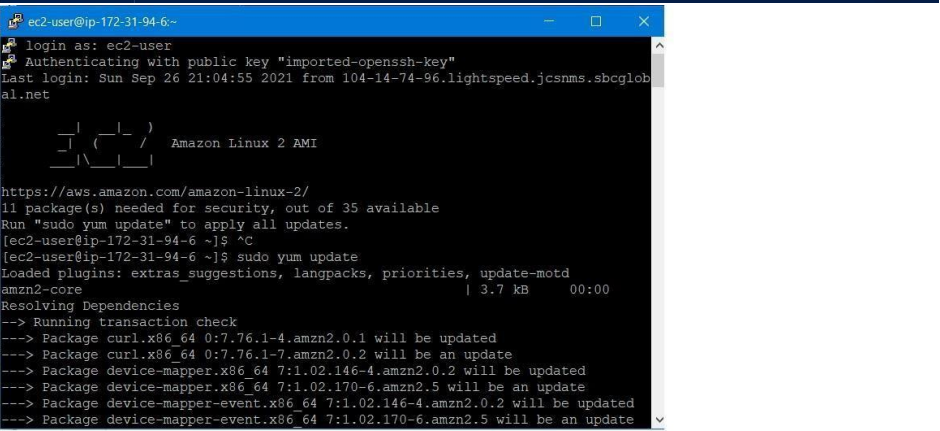 ec2-user@ip-172-31-94-6:~
login as: ec2-user
Authenticating with public key "imported-openssh-key"
Last login: Sun Sep 26 21:04:55 2021 from 104-14-74-96.lightspeed.jcsnms.sbcglob
al.net
__|  __|_  )
_|  (     /   Amazon Linux 2 AMI
___|\___|___|
https://aws.amazon.com/amazon-linux-2/
11 package(s) needed for security, out of 35 available
Run "sudo yum update" to apply all updates.
[ec2-user@ip-172-31-94-6 ~]$ ^C
[ec2-user@ip-172-31-94-6 ~]$ sudo yum update
Loaded plugins: extras_suggestions, langpacks, priorities, update-motd
amzn2-core | 3.7 kB 00:00
Resolving Dependencies
--> Running transaction check
---> Package curl.x86_64 0:7.76.1-4.amzn2.0.1 will be updated
---> Package curl.x86_64 0:7.76.1-7.amzn2.0.2 will be an update
---> Package device-mapper.x86_64 7:1.02.146-4.amzn2.0.2 will be updated
---> Package device-mapper.x86_64 7:1.02.170-6.amzn2.5 will be an update
---> Package device-mapper-event.x86_64 7:1.02.146-4.amzn2.0.2 will be updated
---> Package device-mapper-event.x86_64 7:1.02.170-6.amzn2.5 will be an update